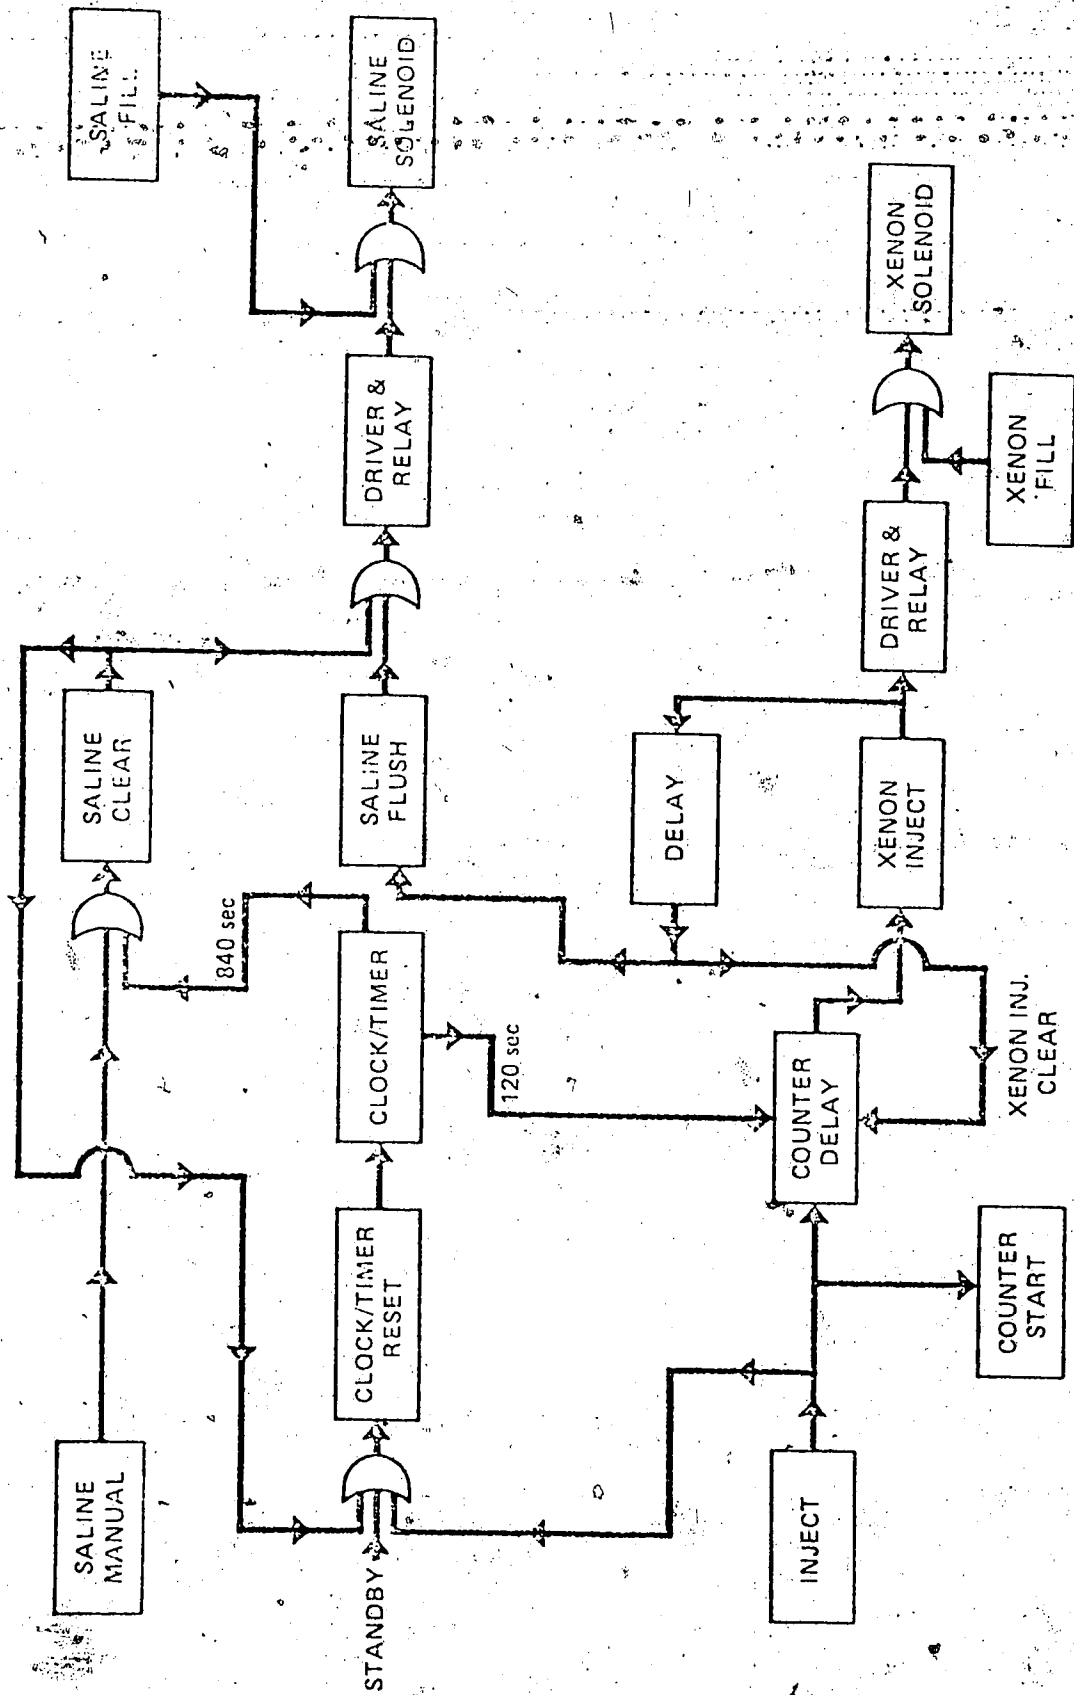 SALINE
MANUAL
SALINE
CLEAR
SALINE
FILL
STANDBY
CLOCK/TIMER
RESET
CLOCK/TIMER
840 sec
120 sec
SALINE
FLUSH
DRIVER &
RELAY
SALINE
SOLENOID
INJECT
COUNTER
START
COUNTER
DELAY
XENON INJ.
CLEAR
DELAY
XENON
INJECT
DRIVER &
RELAY
XENON
FILL
XENON
SOLENOID